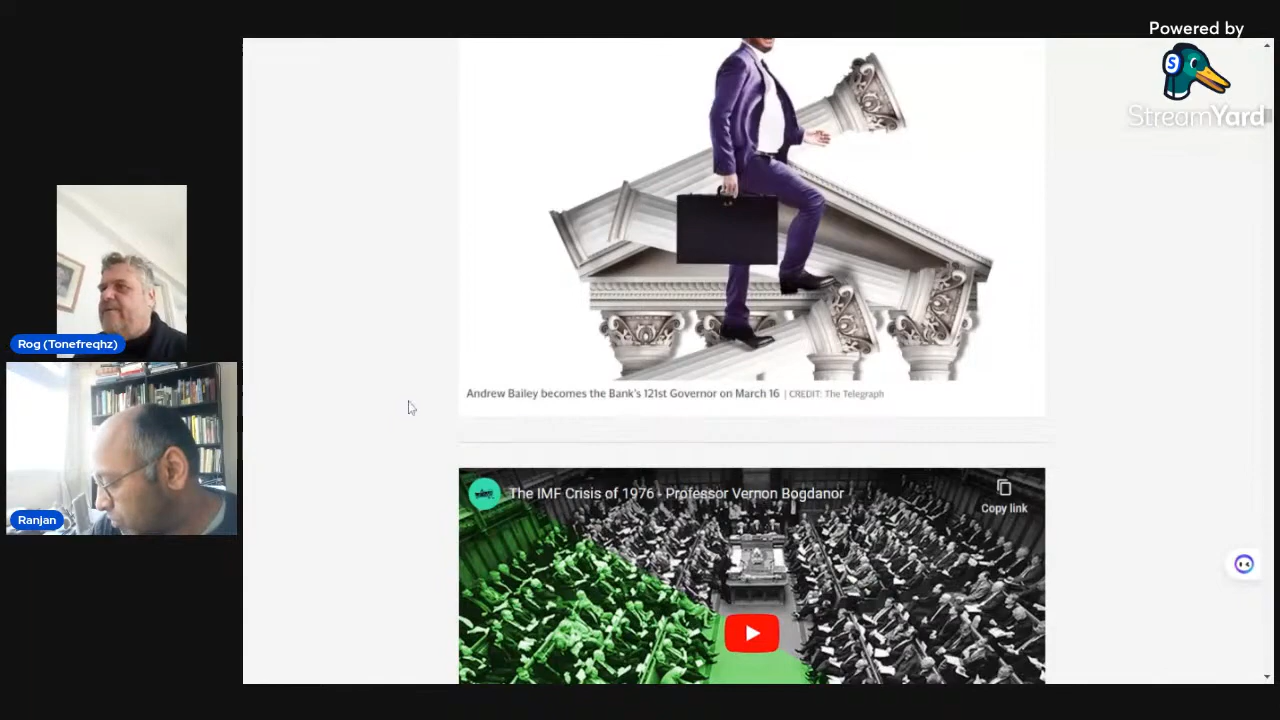 Powered by
S
StreamYard
Rog (Tonefreqhz)
Ranjan
Andrew Bailey becomes the Bank's 121st Governor on March 16 | CREDIT: The Telegraph
The IMF Crisis of 1976 - Professor Vernon Bogdanor
Copy link